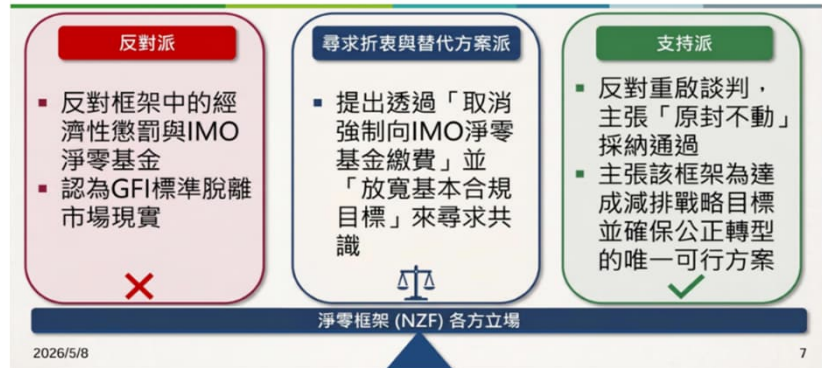 反對派
▪ 反對框架中的經
濟性懲罰與IMO
淨零基金
▪ 認為GFI標準脫離
市場現實
尋求折衷與替代方案派
▪ 提出透過「取消
強制向IMO淨零
基金繳費」並
「放寬基本合規
目標」來尋求共
識
支持派
▪ 反對重啟談判，
主張「原封不動」
採納通過
▪ 主張該框架為達
成減排戰略目標
並確保公正轉型
的唯一可行方案
淨零框架 (NZF) 各方立場
2026/5/8
7